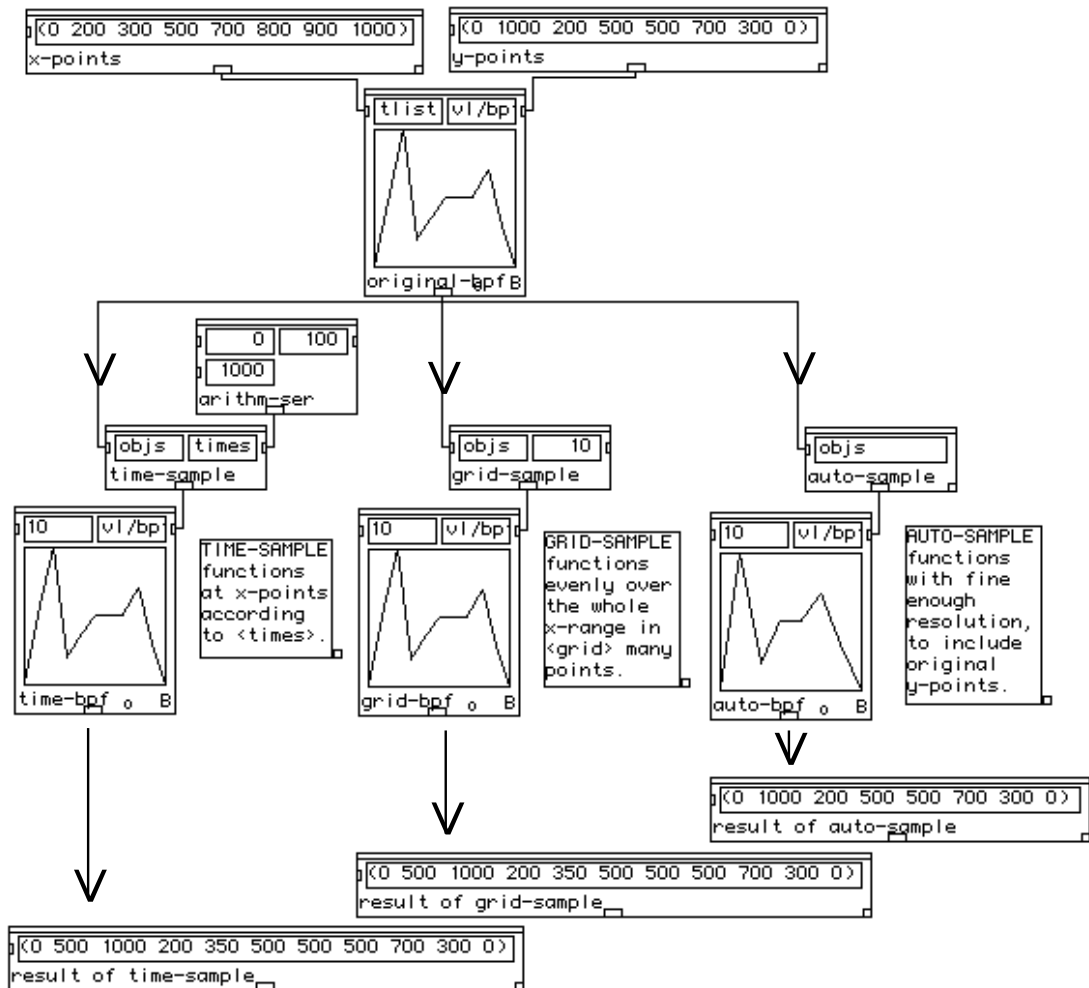 (0 200 300 500 700 800 900 1000)
x-points
(0 1000 200 500 500 700 300 0)
y-points
tlist
vl/bp
original-bpf
B
0
100
1000
arithm-ser
objs
times
time-sample
objs
10
grid-sample
objs
auto-sample
10
vl/bp
time-bpf
B
TIME-SAMPLE
functions
at x-points
according
to <times>.
10
vl/bp
grid-bpf
B
GRID-SAMPLE
functions
evenly over
the whole
x-range in
<grid> many
points.
10
vl/bp
auto-bpf
B
AUTO-SAMPLE
functions
with fine
enough
resolution,
to include
original
y-points.
(0 1000 200 500 500 700 300 0)
result of auto-sample
(0 500 1000 200 350 500 500 500 700 300 0)
result of grid-sample
(0 500 1000 200 350 500 500 500 700 300 0)
result of time-sample